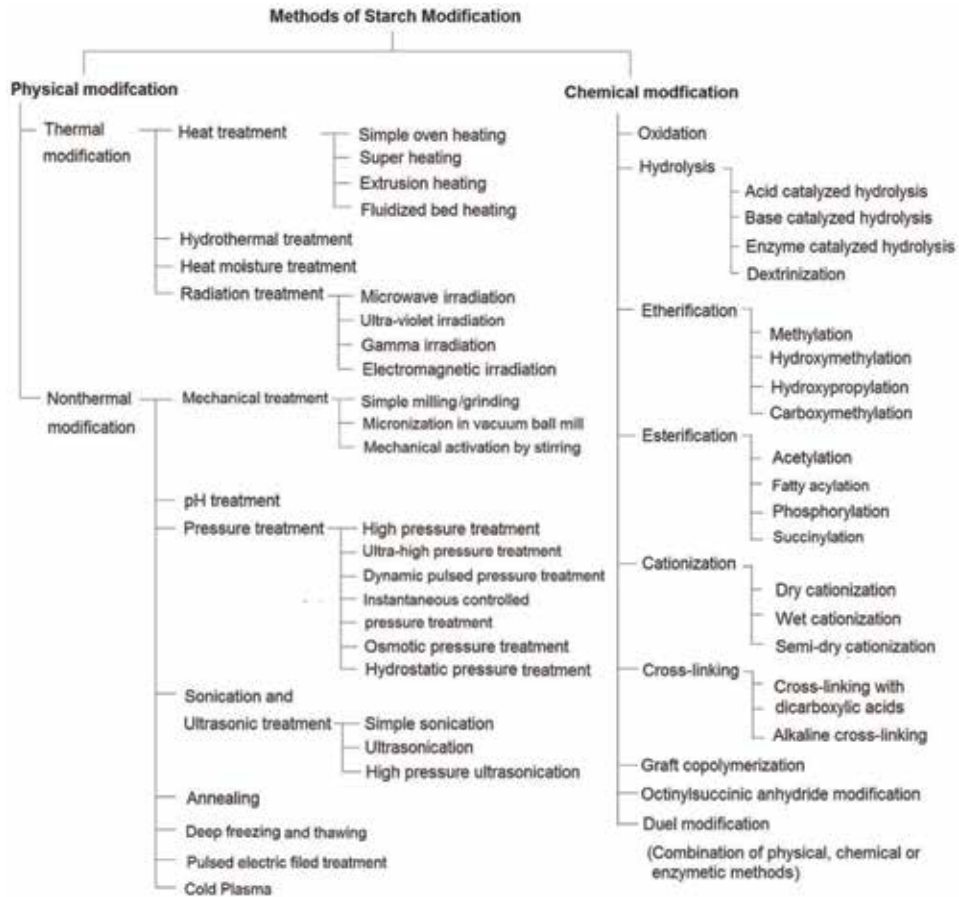 Methods of Starch Modification
Physical modifcation
Thermal
modification
Heat treatment
Simple oven heating
Super heating
Extrusion heating
Fluidized bed heating
Hydrothermal treatment
Heat moisture treatment
Radiation treatment
Microwave irradiation
Ultra-violet irradiation
Gamma irradiation
Electromagnetic irradiation
Nonthermal
modification
Mechanical treatment
Simple milling/grinding
Micronization in vacuum ball mill
Mechanical activation by stirring
pH treatment
Pressure treatment
High pressure treatment
Ultra-high pressure treatment
Dynamic pulsed pressure treatment
Instantaneous controlled
pressure treatment
Osmotic pressure treatment
Hydrostatic pressure treatment
Sonication and
Ultrasonic treatment
Simple sonication
Ultrasonication
High pressure ultrasonication
Annealing
Deep freezing and thawing
Pulsed electric filed treatment
Cold Plasma
Chemical modfication
Oxidation
Hydrolysis
Acid catalyzed hydrolysis
Base catalyzed hydrolysis
Enzyme catalyzed hydrolysis
Dextrinization
Etherification
Methylation
Hydroxymethylation
Hydroxypropylation
Carboxymethylation
Esterification
Acetylation
Fatty acylation
Phosphorylation
Succinylation
Cationization
Dry cationization
Wet cationization
Semi-dry cationization
Cross-linking
Cross-linking with
dicarboxylic acids
Alkaline cross-linking
Graft copolymerization
Octinylsuccinic anhydride modification
Duel modification
(Combination of physical, chemical or
enzymetic methods)